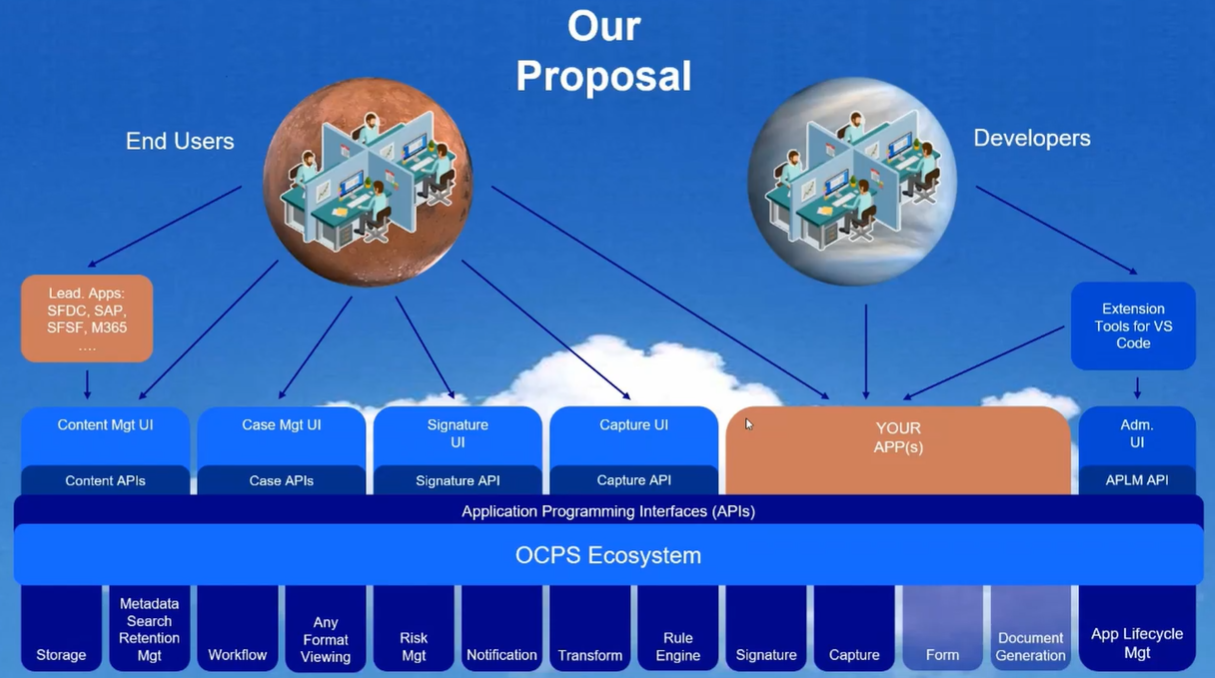 Our
Proposal
End Users
Developers
Lead. Apps:
SFDC, SAP,
SFSF, M365
....
Extension
Tools for VS
Code
Content Mgt UI
Case Mgt UI
Signature
UI
Capture UI
YOUR
APP(s)
Adm.
UI
Content APIs
Case APIs
Signature API
Capture API
APLM API
Application Programming Interfaces (APIs)
OCPS Ecosystem
Storage
Metadata
Search
Retention
Mgt
Workflow
Any
Format
Viewing
Risk
Mgt
Notification
Transform
Rule
Engine
Signature
Capture
Form
Document
Generation
App Lifecycle
Mgt